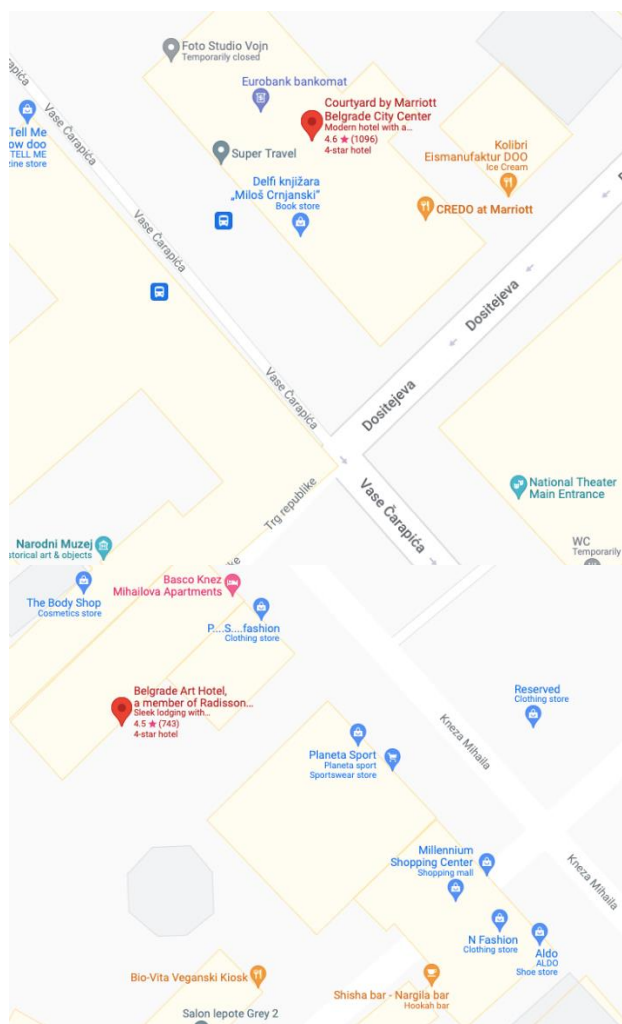 Foto Studio Vojn
Temporarily closed
Eurobank bankomat
Courtyard by Marriott
Belgrade City Center
Modern hotel with a...
4.6 ★ (1096)
4-star hotel
Vase Čarapića
Tell Me
ow doo
TELL ME
zine store
Super Travel
Kolibri
Eismanufaktur DOO
Ice Cream
Delfi knjižara
„Miloš Crnjanski“
Book store
CREDO at Marriott
Vase Čarapića
Dositejeva
Dositejeva
Vase Čarapića
Trg republike
Vase Čarapića
National Theater
Main Entrance
Narodni Muzej
storical art & objects
WC
Temporarily
The Body Shop
Cosmetics store
Basco Knez
Mihailova Apartments
P....S....fashion
Clothing store
Belgrade Art Hotel,
a member of Radisson...
Sleek lodging with...
4.5 ★ (743)
4-star hotel
Reserved
Clothing store
Kneza Mihaila
Planeta Sport
Planeta sport
Sportswear store
Millennium
Shopping Center
Shopping mall
Kneza Mihaila
N Fashion
Clothing store
Aldo
ALDO
Shoe store
Bio-Vita Veganski Kiosk
Shisha bar - Nargila bar
Hookah bar
Salon lepote Grey 2